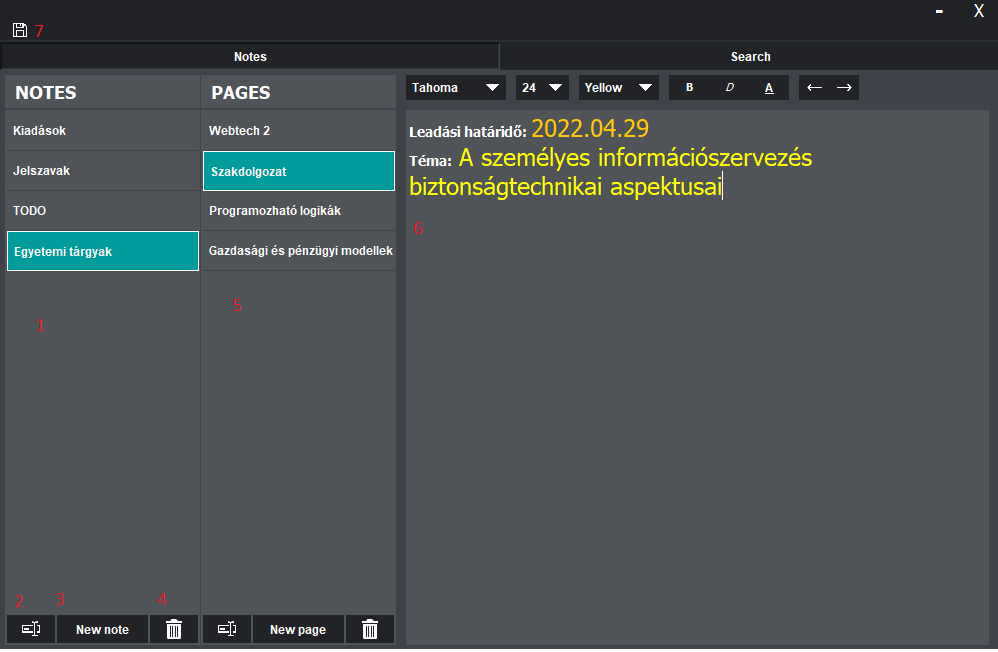 - X
7
Notes Search
NOTES PAGES Tahoma 24 Yellow B D A ← →
Kiadások Webtech 2 Leadási határidő: 2022.04.29
Jelszavak Szakdolgozat Téma: A személyes információszervezés
biztonságtechnikai aspektusai
TODO Programozható logikák 6
Egyetemi tárgyak Gazdasági és pénzügyi modellek
1 5
2 3 4
New note New page